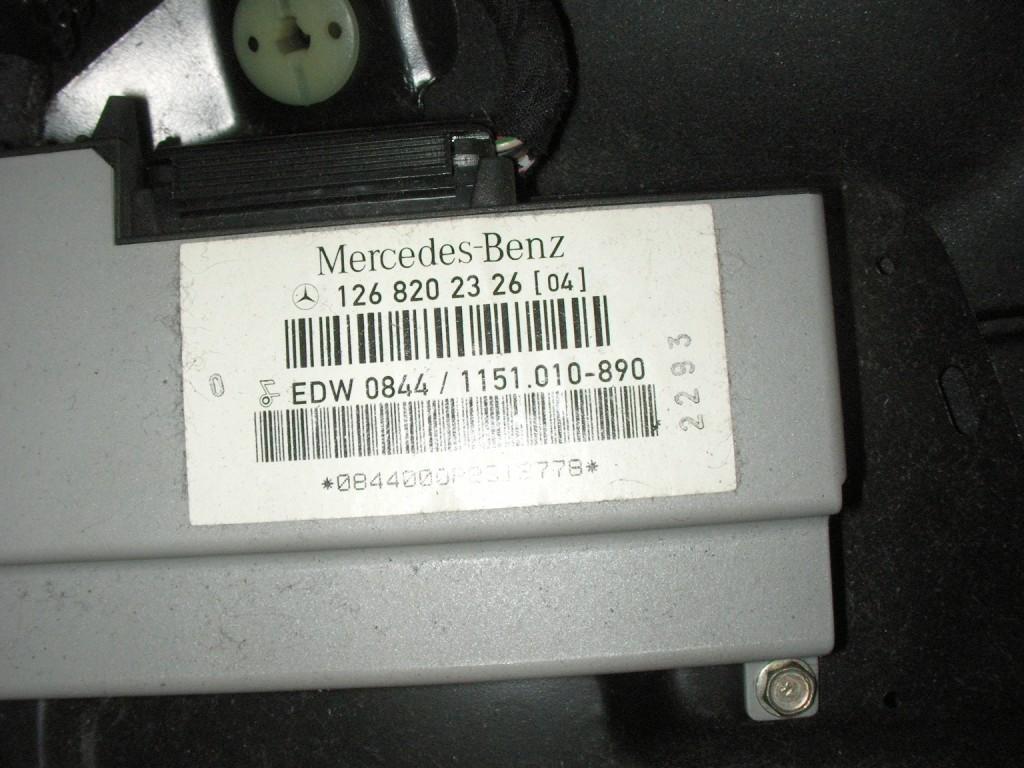 Mercedes-Benz
126 820 23 26 [04]
EDW 0844 / 1151.010-890
2293
0